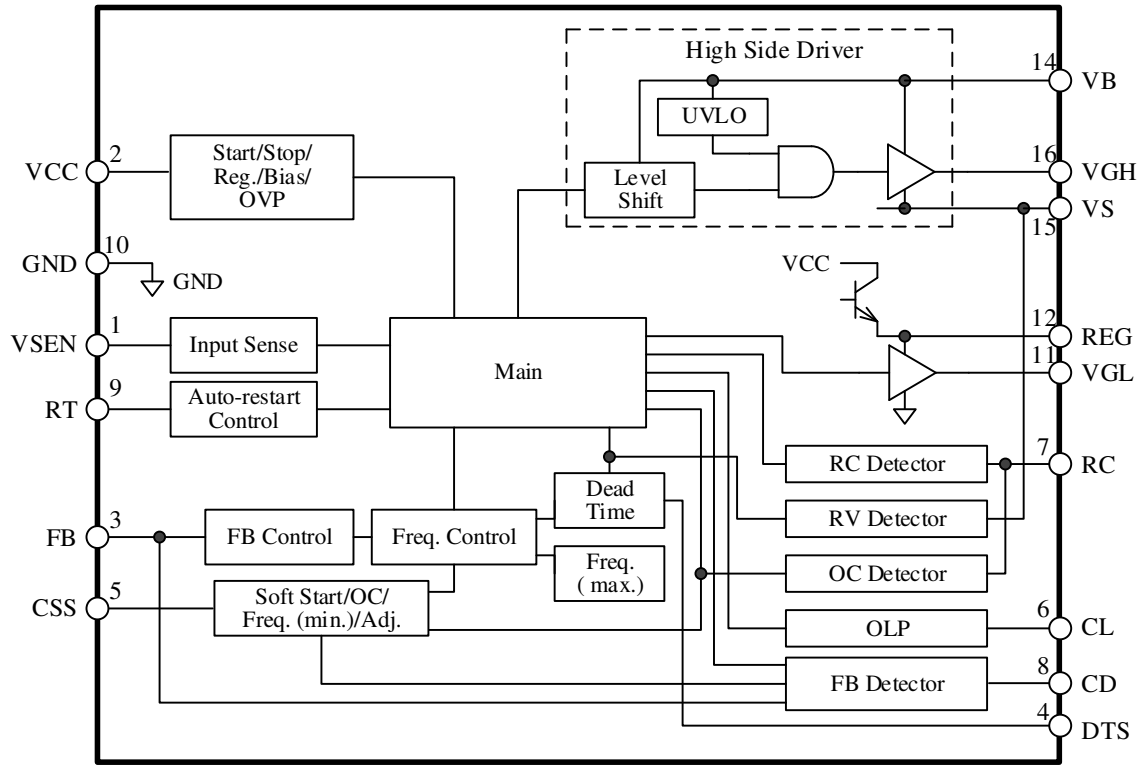 High Side Driver
14
VB
UVLO
2
VCC
Start/Stop/
Reg./Bias/
OVP
16
VGH
Level
Shift
VS
15
10
GND
GND
VCC
1
VSEN
Input Sense
12
REG
Main
11
VGL
9
RT
Auto-restart
Control
7
RC Detector
RC
Dead
Time
3
FB
FB Control
Freq. Control
RV Detector
Freq.
( max.)
OC Detector
5
CSS
Soft Start/OC/
Freq. (min.)/Adj.
6
OLP
CL
8
FB Detector
CD
4
DTS